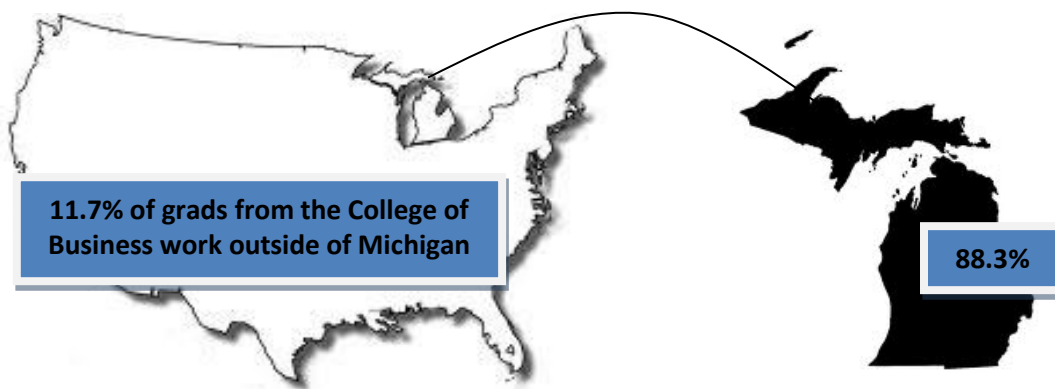 11.7% of grads from the College of
Business work outside of Michigan
88.3%